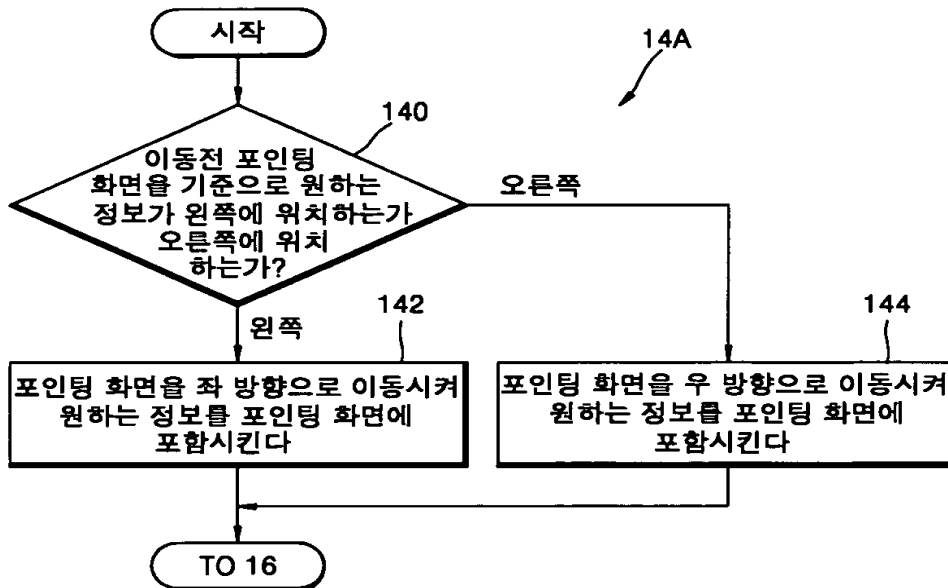 시작
14A
140
이동전 포인팅
화면을 기준으로 원하는
정보가 왼쪽에 위치하는가
오른쪽에 위치
하는가?
오른쪽
왼쪽
142
144
포인팅 화면을 좌 방향으로 이동시켜
원하는 정보를 포인팅 화면에
포함시킨다
포인팅 화면을 우 방향으로 이동시켜
원하는 정보를 포인팅 화면에
포함시킨다
TO 16